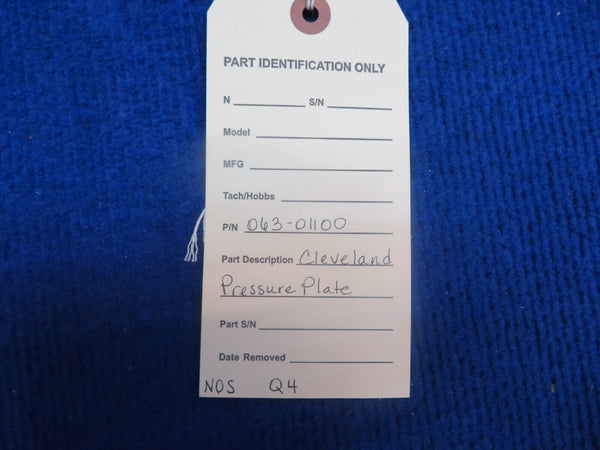 PART IDENTIFICATION ONLY
N S/N
Model
MFG
Tach/Hobbs
P/N 063-01100
Part Description Cleveland
Pressure Plate
Part S/N
Date Removed
NOS Q4